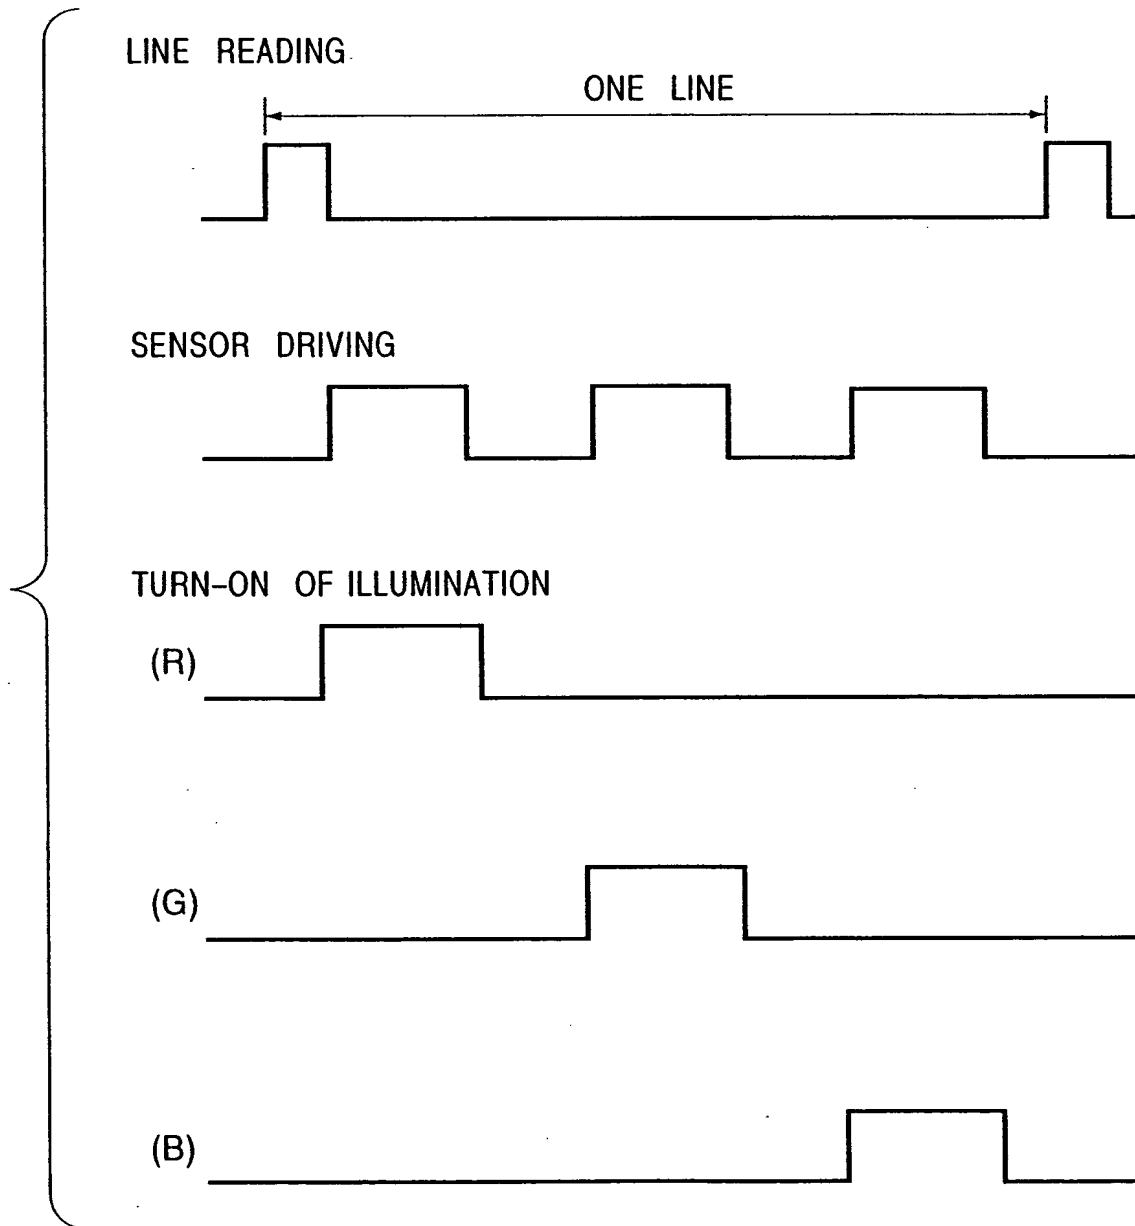 LINE READING
ONE LINE
SENSOR DRIVING
TURN-ON OF ILLUMINATION
(R)
(G)
(B)